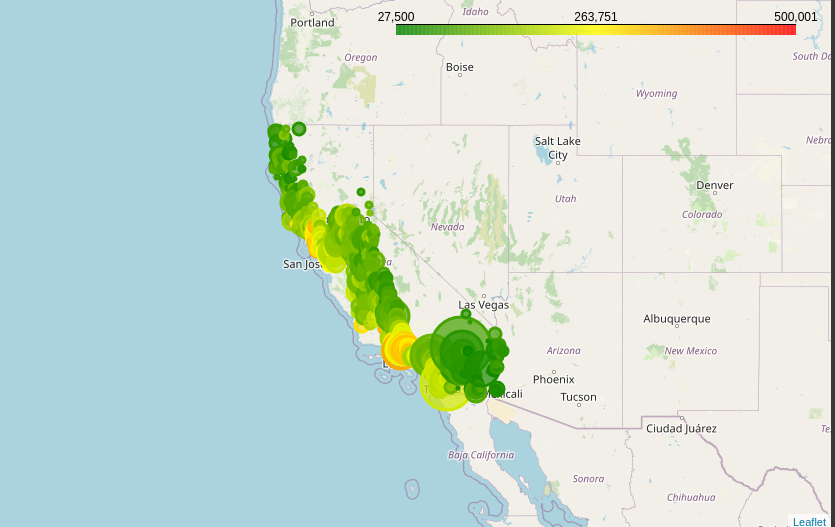 27,500 263,751 500,001
Portland
Idaho
Oregon
Boise
South Da
Wyoming
Salt Lake
City
Nebra
Denver
Utah
Colorado
Nevada
San Jos
Las Vegas
Albuquerque
Arizona
New Mexico
Phoenix
Tucson
xicali
Ciudad Juárez
Te
Baja California
Sonora
Chihuahua
Leaflet